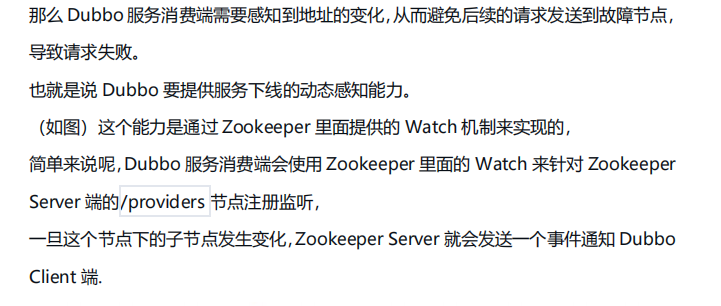 那么 Dubbo 服务消费端需要感知到地址的变化,从而避免后续的请求发送到故障节点,
导致请求失败。
也就是说 Dubbo 要提供服务下线的动态感知能力。
（如图）这个能力是通过 Zookeeper 里面提供的 Watch 机制来实现的,
简单来说呢,Dubbo 服务消费端会使用 Zookeeper 里面的 Watch 来针对 Zookeeper
Server 端的/providers 节点注册监听,
一旦这个节点下的子节点发生变化,Zookeeper Server 就会发送一个事件通知 Dubbo
Client 端.